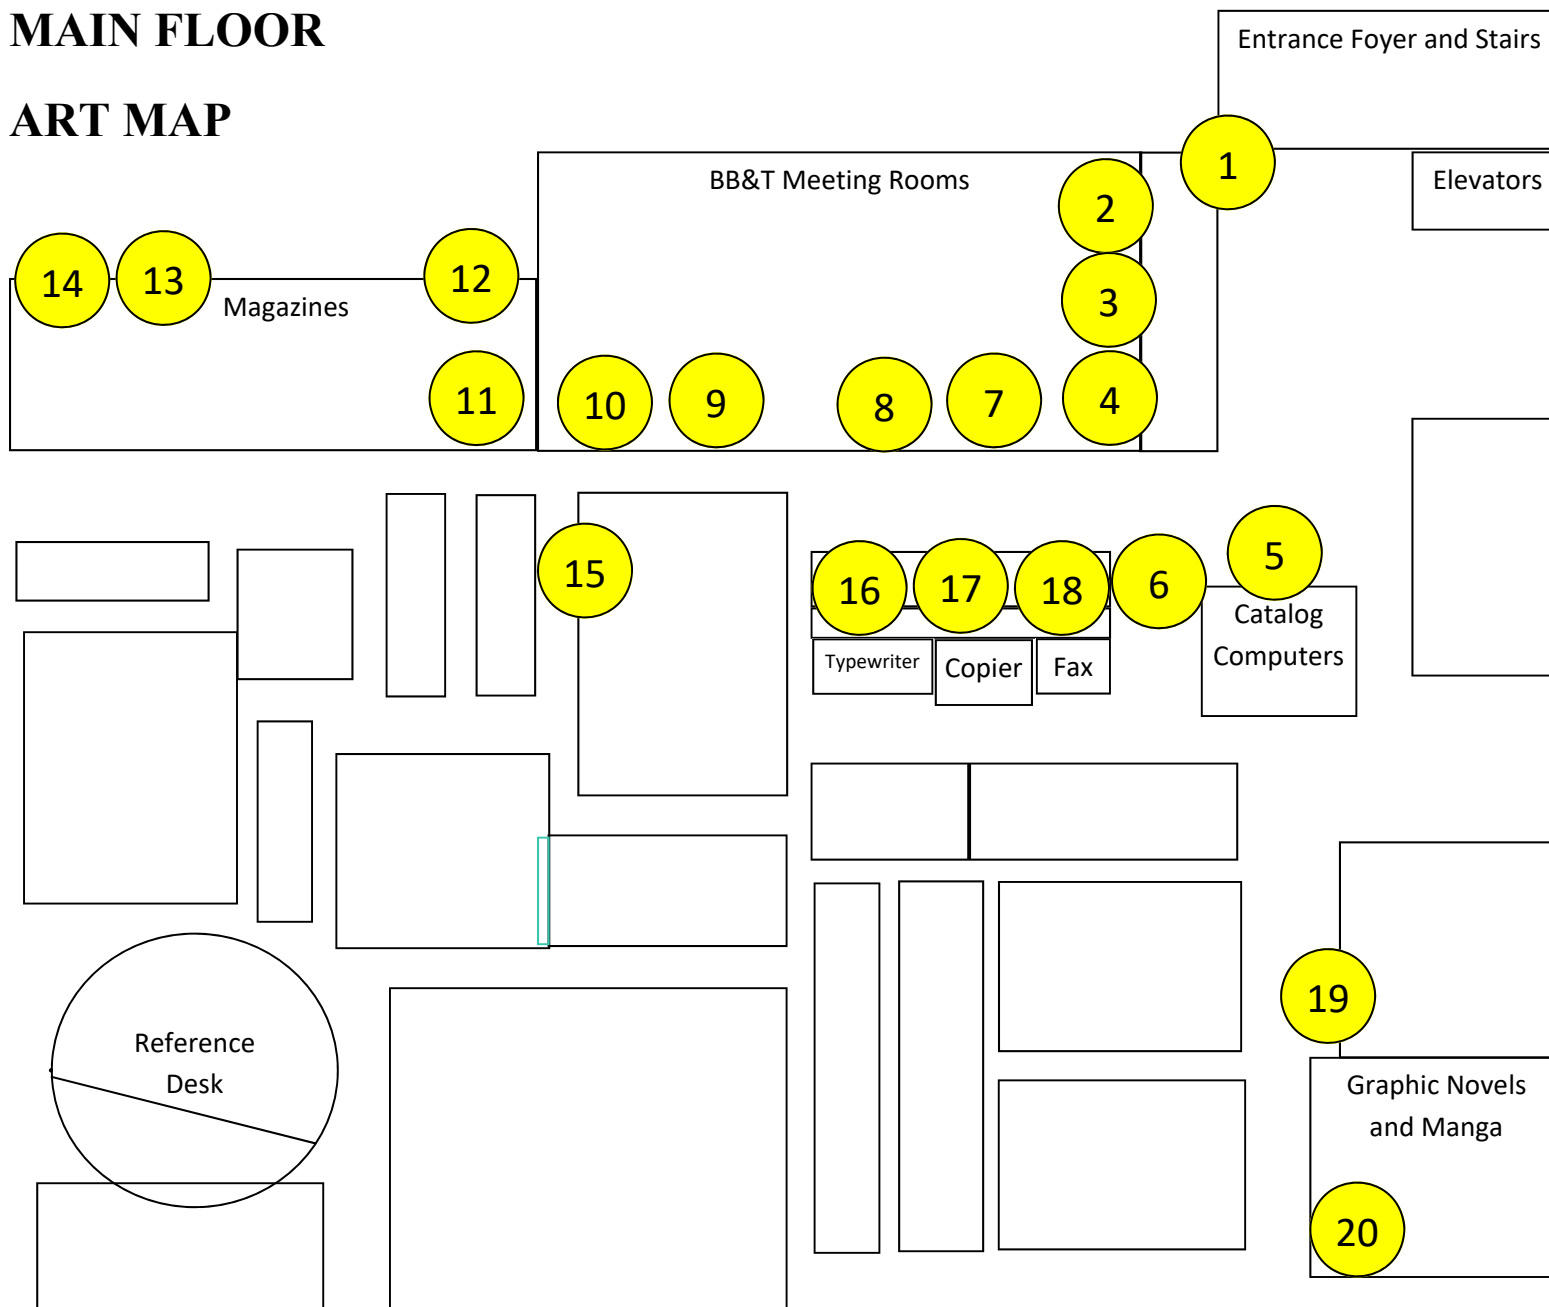 MAIN FLOOR
ART MAP
Entrance Foyer and Stairs
1
Elevators
BB&T Meeting Rooms
2
3
4
14
13
12
Magazines
11
10
9
8
7
15
16
17
18
6
5
Catalog
Computers
Typewriter
Copier
Fax
19
Reference
Desk
Graphic Novels
and Manga
20